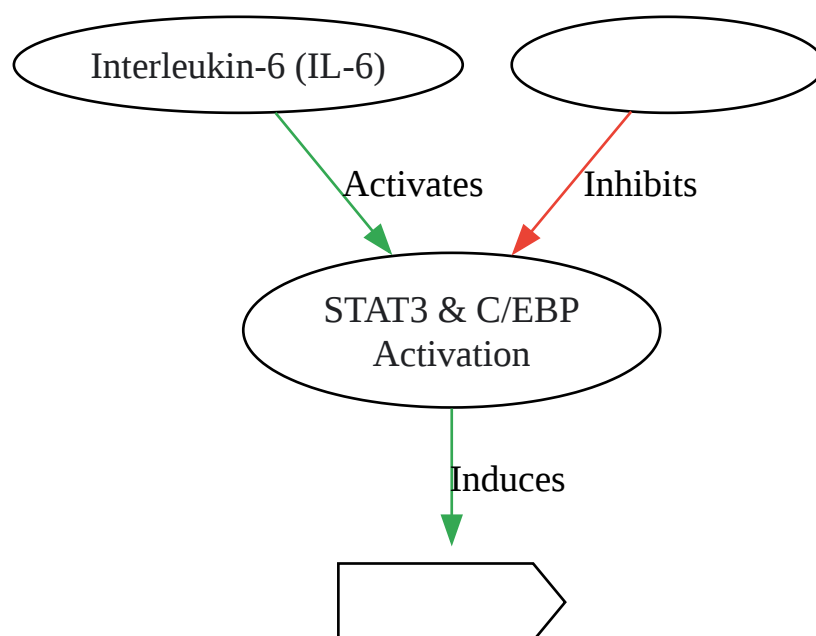 Interleukin-6 (IL-6)
Activates
Inhibits
STAT3 & C/EBP
Activation
Induces